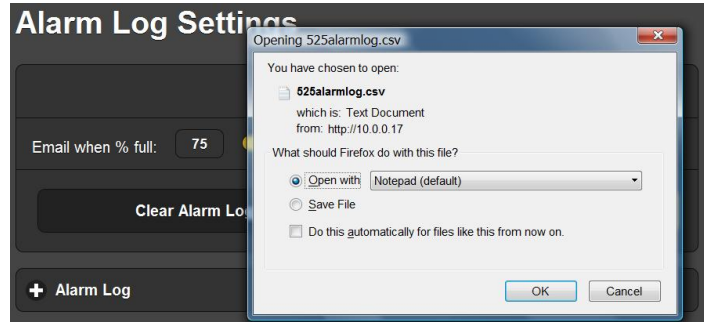 Alarm Log Settings
Opening 525alarmlog.csv
You have chosen to open:
525alarmlog.csv
which is: Text Document
from: http://10.0.0.17
What should Firefox do with this file?
Open with Notepad (default)
Save File
Do this automatically for files like this from now on.
OK Cancel
Email when % full: 75
Clear Alarm Lo
Alarm Log